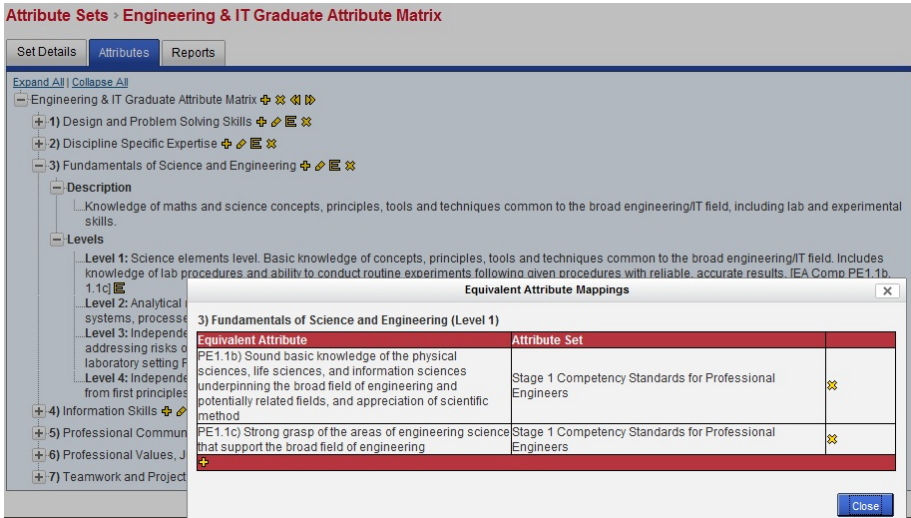 Attribute Sets > Engineering & IT Graduate Attribute Matrix
Set Details
Attributes
Reports
Expand All | Collapse All
Engineering & IT Graduate Attribute Matrix
1) Design and Problem Solving Skills
2) Discipline Specific Expertise
3) Fundamentals of Science and Engineering
Description
Knowledge of maths and science concepts, principles, tools and techniques common to the broad engineering/IT field, including lab and experimental
skills.
Levels
Level 1: Science elements level. Basic knowledge of concepts, principles, tools and techniques common to the broad engineering/IT field. Includes
knowledge of lab procedures and ability to conduct routine experiments following given procedures with reliable, accurate results. [EA Comp PE1.1b,
1.1c]
Level 2: Analytical
systems, processe
Level 3: Independe
addressing risks o
laboratory setting
Level 4: Independe
from first principles
4) Information Skills
5) Professional Commun
6) Professional Values, J
7) Teamwork and Project
Equivalent Attribute Mappings
X
3) Fundamentals of Science and Engineering (Level 1)
Equivalent Attribute
Attribute Set
PE1.1b) Sound basic knowledge of the physical
sciences, life sciences, and information sciences
underpinning the broad field of engineering and
potentially related fields, and appreciation of scientific
method
Stage 1 Competency Standards for Professional
Engineers
PE1.1c) Strong grasp of the areas of engineering science
that support the broad field of engineering
Stage 1 Competency Standards for Professional
Engineers
Close